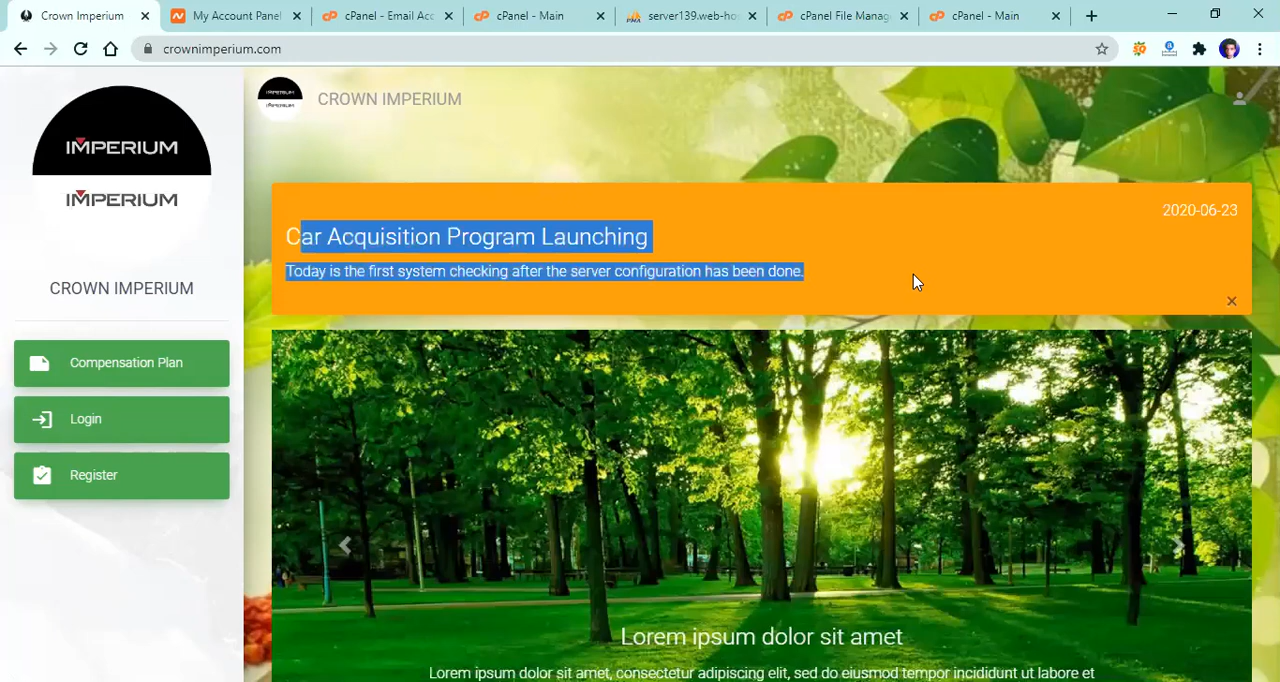 Crown Imperium
My Account Pane
cPanel - Email Acc
cPanel - Main
server139.web-ho
cPanel File Manag
cPanel - Main
crownimperium.com
IMPERIUM
IMPERIUM
CROWN IMPERIUM
Compensation Plan
Login
Register
IMPERIUM
IMPERIUM
CROWN IMPERIUM
2020-06-23
Car Acquisition Program Launching
Today is the first system checking after the server configuration has been done.
Lorem ipsum dolor sit amet
Lorem ipsum dolor sit amet, consectetur adipiscing elit, sed do eiusmod tempor incididunt ut labore et